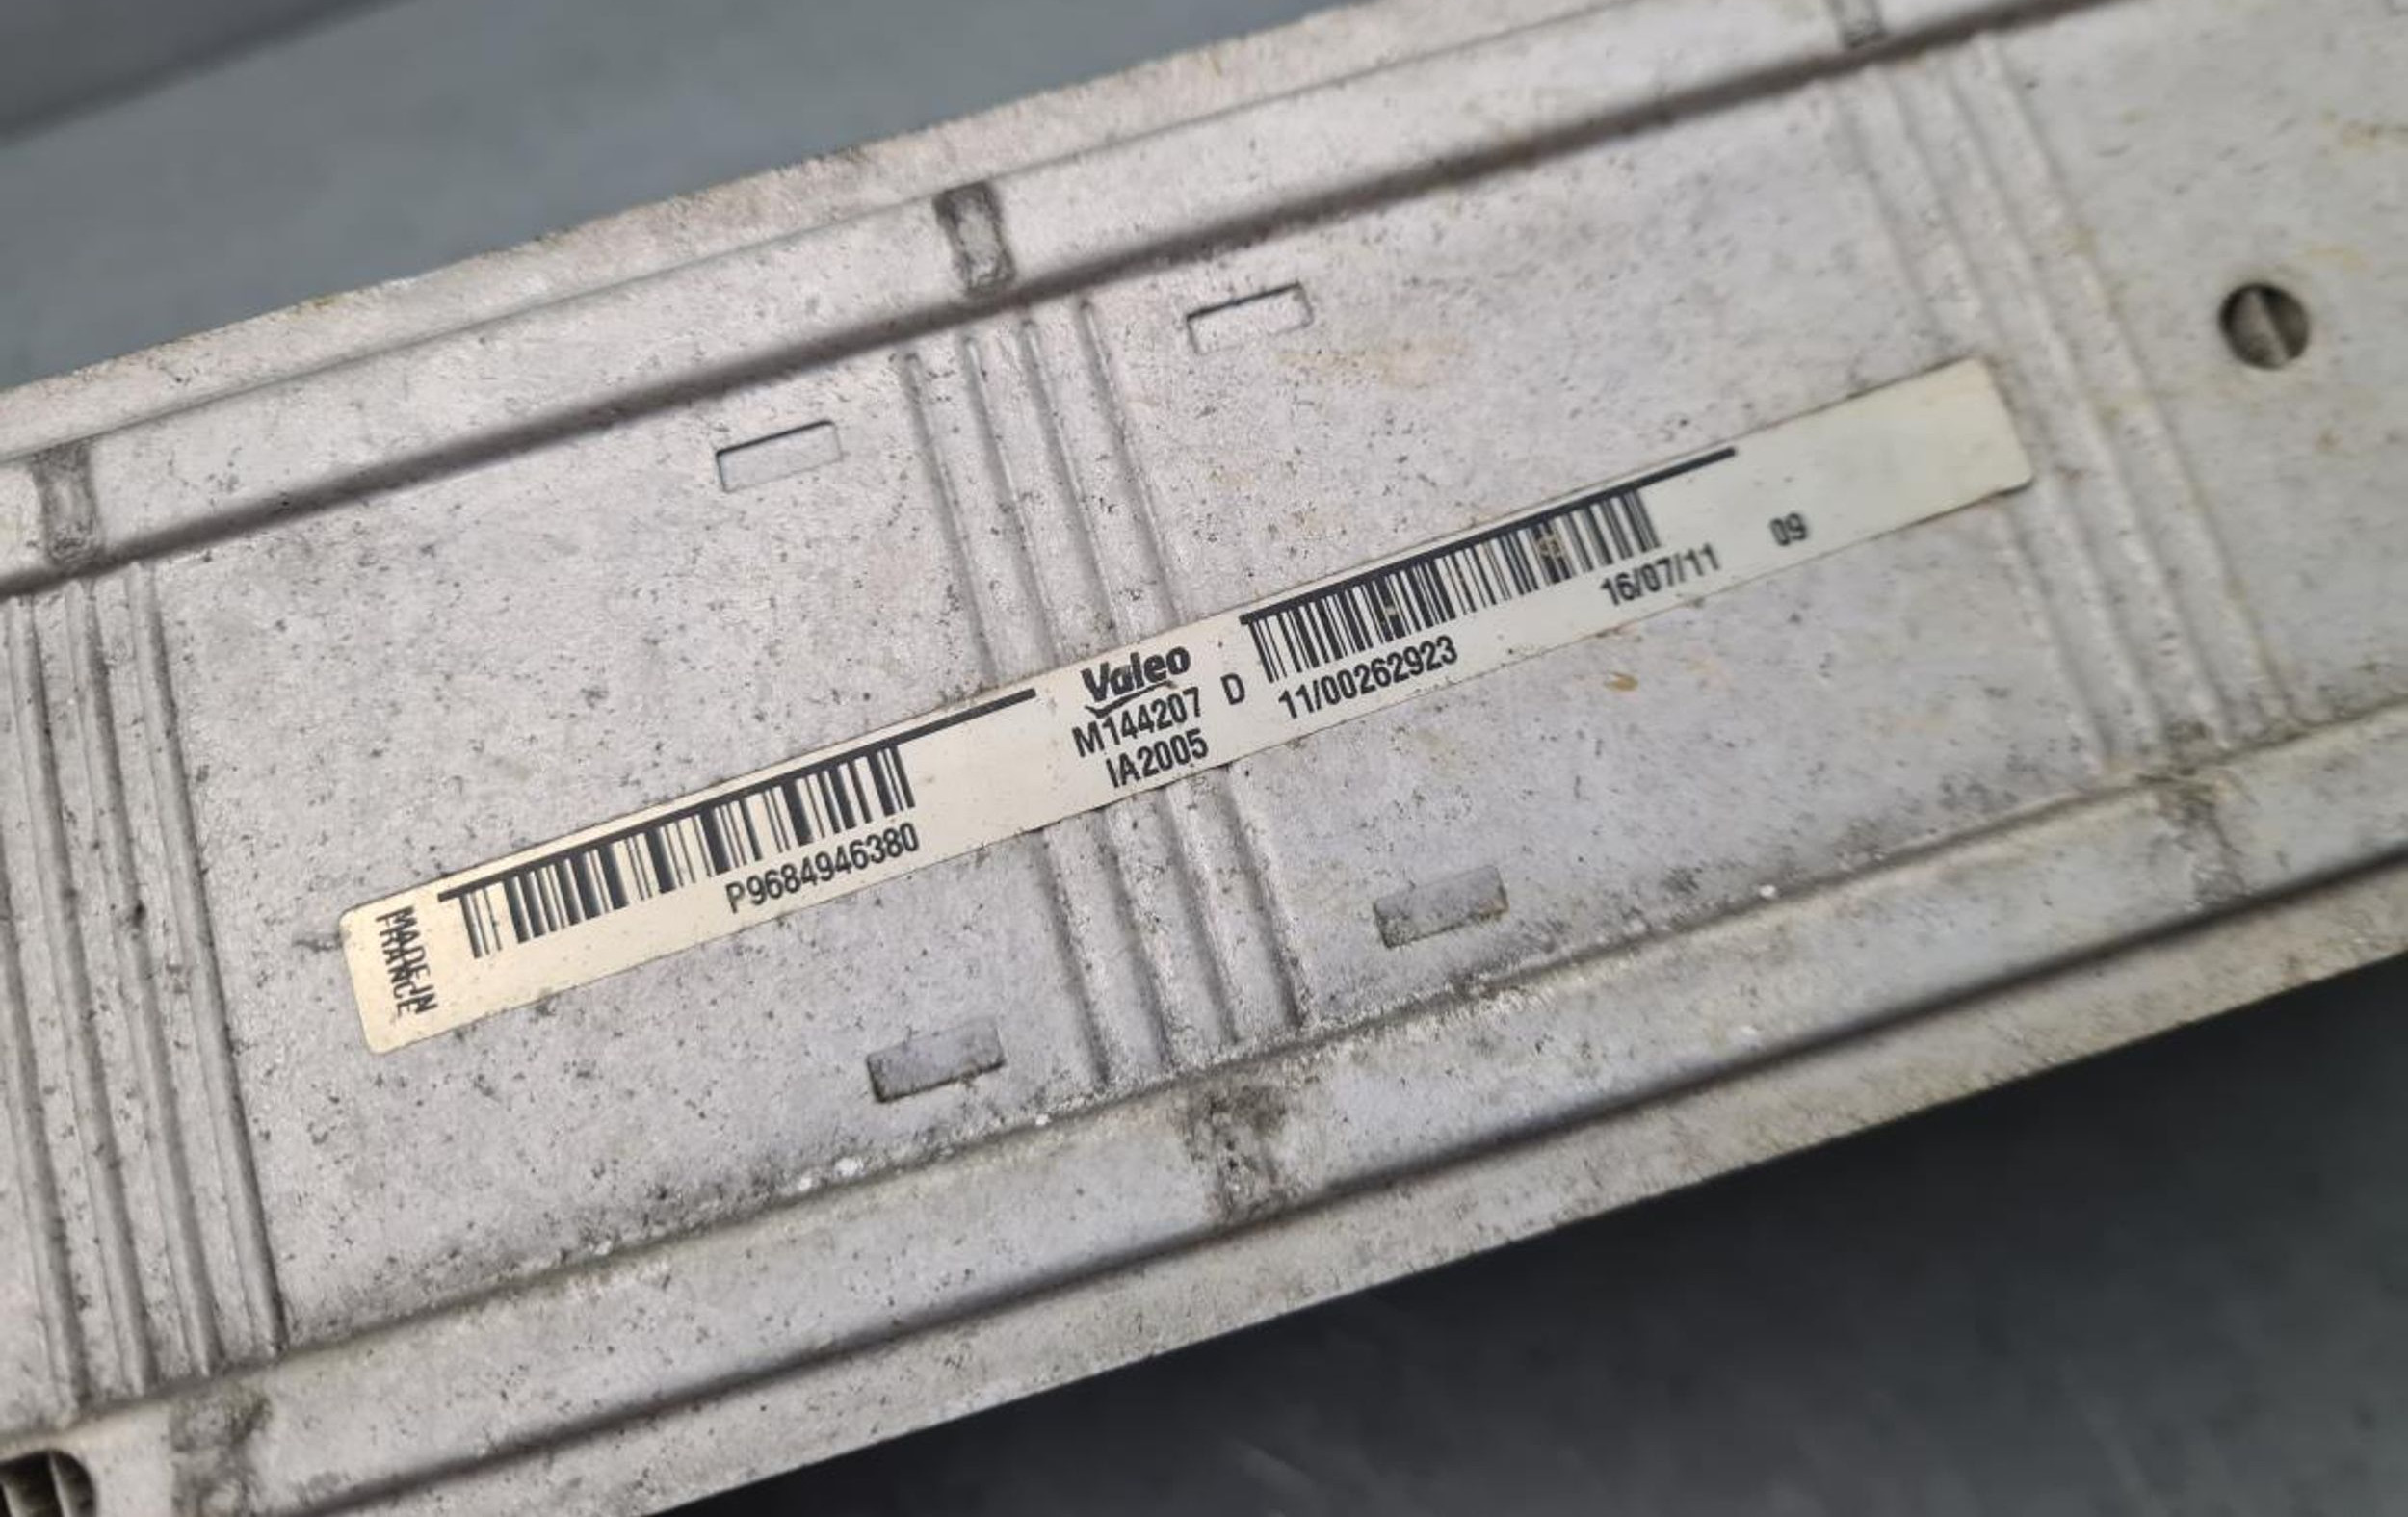 MADE IN
FRANCE
P9684946380
Valeo
M144207 D
IA2005
11/00262923
16/07/11 09